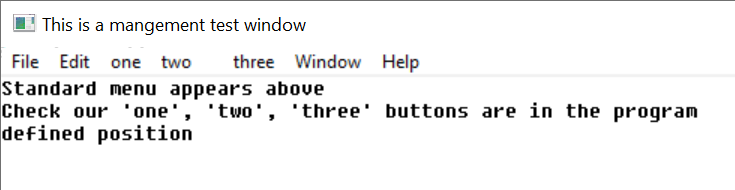 This is a mangement test window
File Edit one two three Window Help
Standard menu appears above
Check our 'one', 'two', 'three' buttons are in the program
defined position